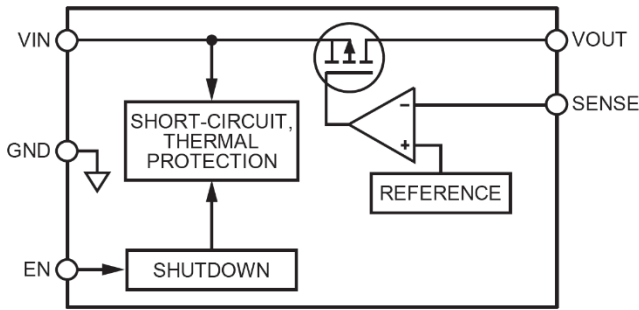 VIN
VOUT
SENSE
SHORT-CIRCUIT,
THERMAL
PROTECTION
GND
-
+
REFERENCE
EN
SHUTDOWN